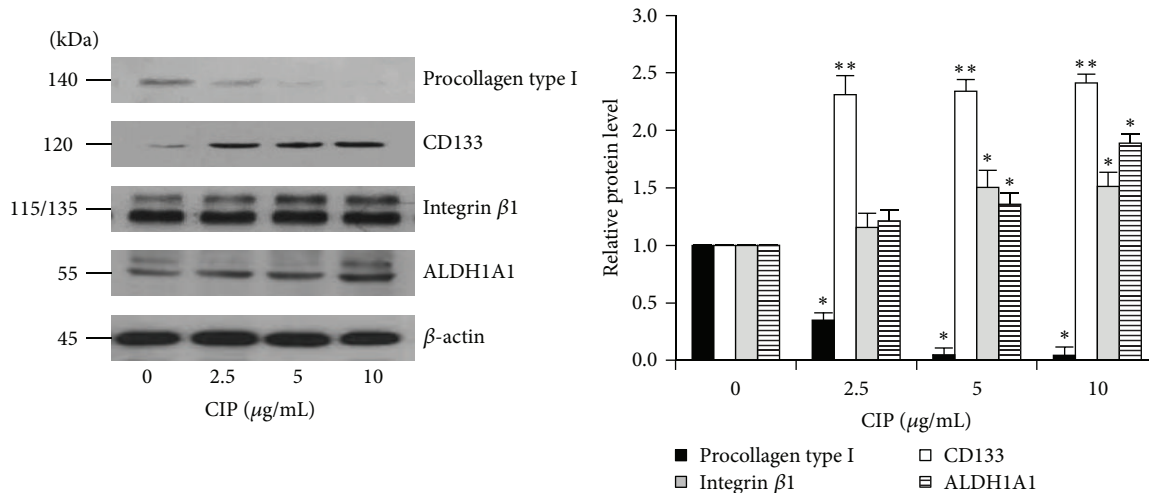 (kDa)
140
Procollagen type I
120
CD133
115/135
Integrin β1
55
ALDH1A1
45
β-actin
0 2.5 5 10
CIP (μg/mL)
Relative protein level
3.0
2.5
2.0
1.5
1.0
0.5
0.0
**
*
**
*
*
*
**
*
*
*
0 2.5 5 10
CIP (μg/mL)
Procollagen type I
CD133
Integrin β1
ALDH1A1